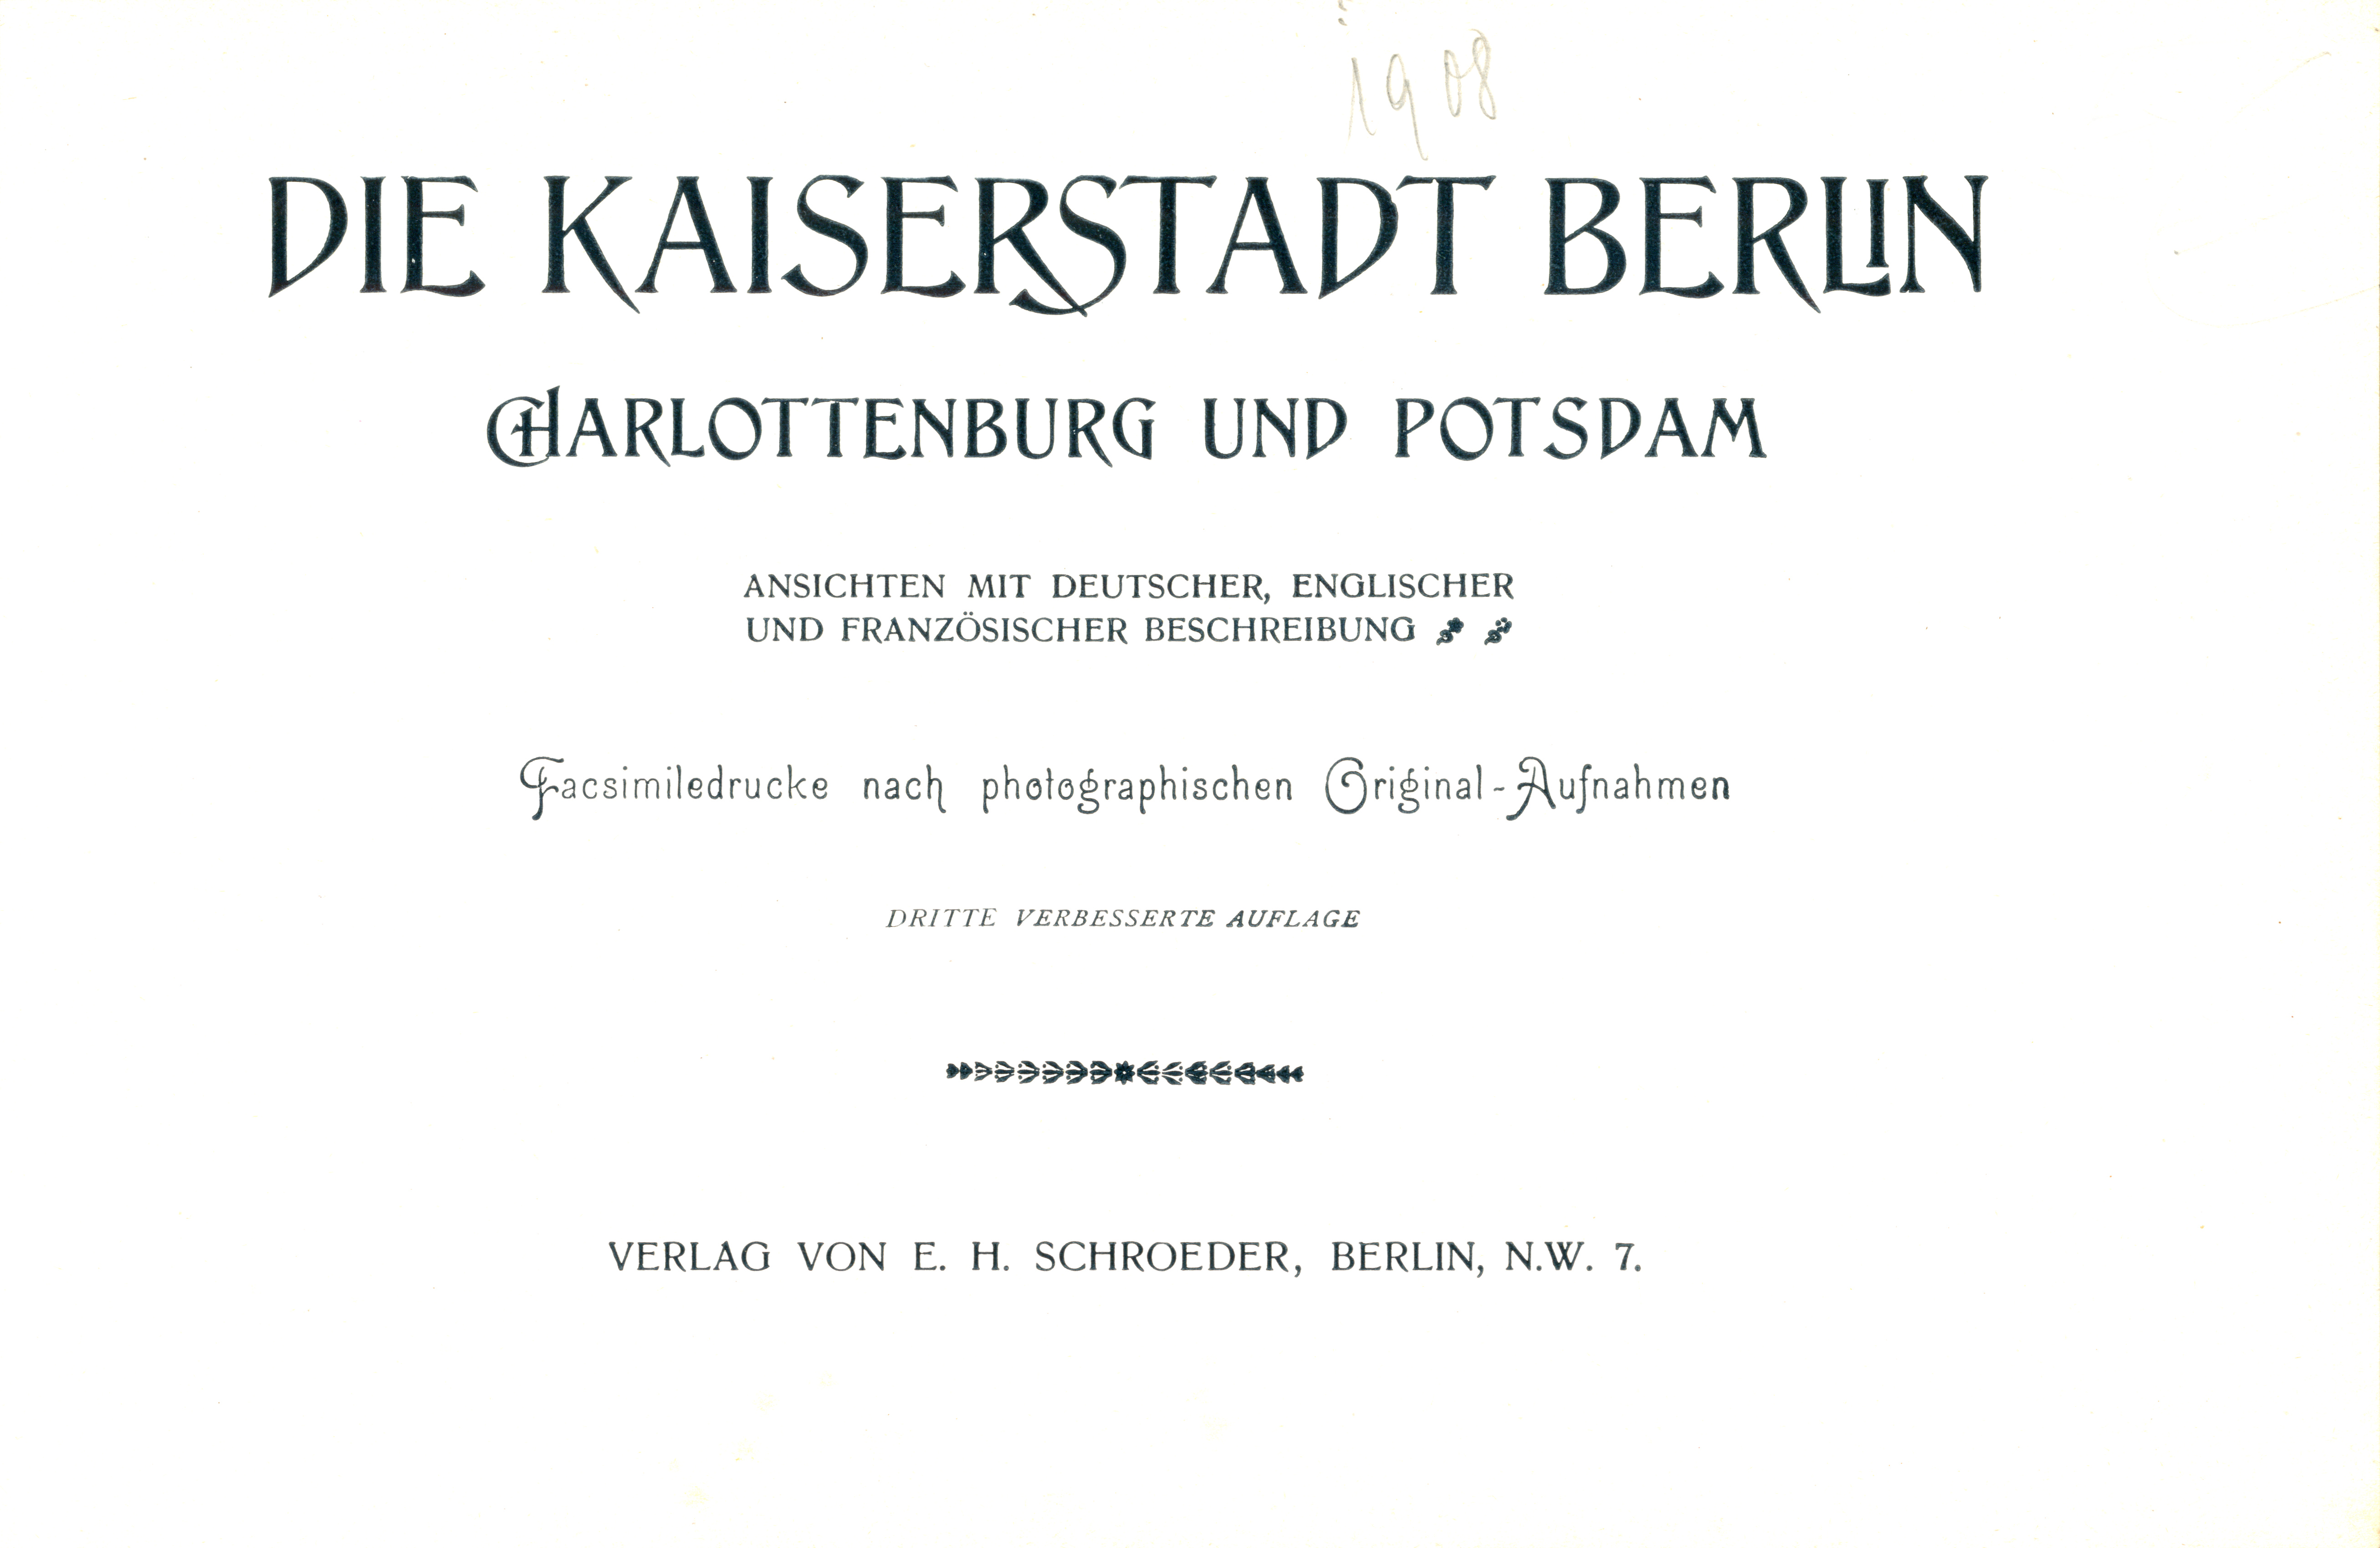 1908
DIE KAISERSTADT BERLIN
CHARLOTTENBURG UND POTSDAM
ANSICHTEN MIT DEUTSCHER, ENGLISCHER
UND FRANZÖSISCHER BESCHREIBUNG
Facsimiledrucke nach photographischen Original-Aufnahmen
DRITTE VERBESSERTE AUFLAGE
VERLAG VON E. H. SCHROEDER, BERLIN, N.W. 7.